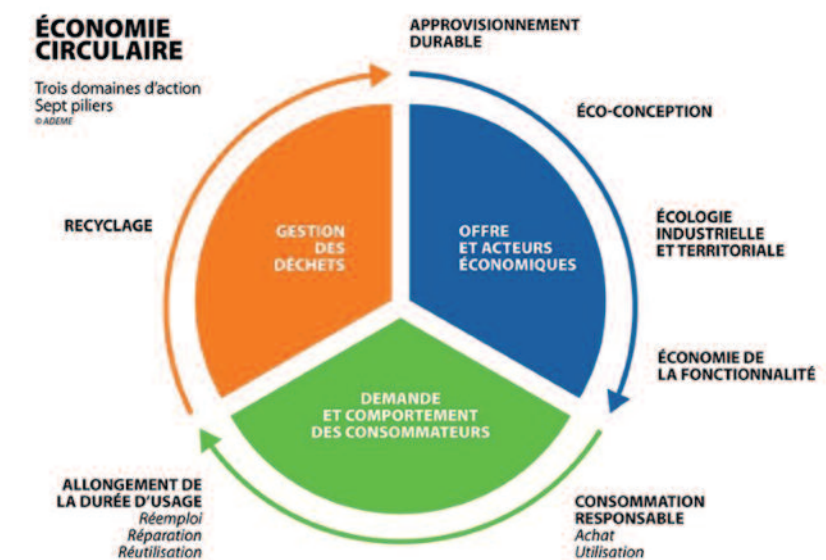 ÉCONOMIE
CIRCULAIRE
Trois domaines d'action
Sept piliers
© ADEME
APPROVISIONNEMENT
DURABLE
ÉCO-CONCEPTION
ÉCOLOGIE
INDUSTRIELLE
ET TERRITORIALE
ÉCONOMIE DE
LA FONCTIONNALITÉ
CONSOMMATION
RESPONSABLE
Achat
Utilisation
ALLONGEMENT DE
LA DURÉE D'USAGE
Réemploi
Réparation
Réutilisation
RECYCLAGE
GESTION
DES
DÉCHETS
OFFRE
ET ACTEURS
ÉCONOMIQUES
DEMANDE
ET COMPORTEMENT
DES CONSOMMATEURS